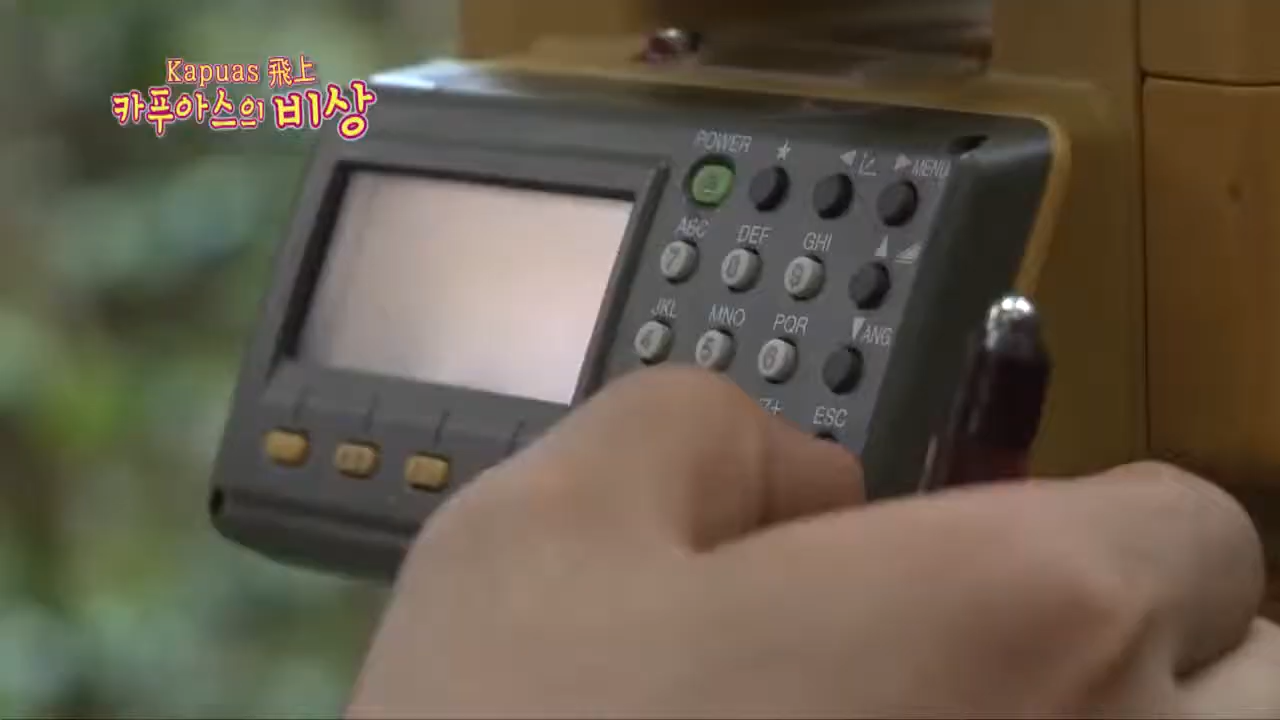 Kapuas 飛上
카푸아스의 비상
POWER ★ ◀ ▶ MENU
ABC DEF GHI ▲
7 8 9
JKL MNO PQR ▼ ANG
4 5 6
ESC